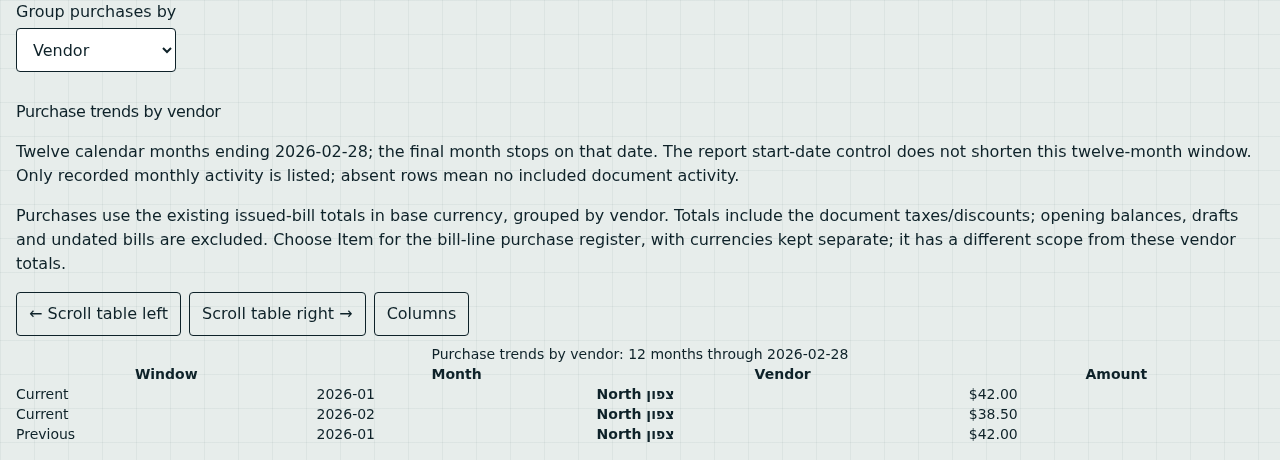 Group purchases by
Vendor
Purchase trends by vendor
Twelve calendar months ending 2026-02-28; the final month stops on that date. The report start-date control does not shorten this twelve-month window.
Only recorded monthly activity is listed; absent rows mean no included document activity.
Purchases use the existing issued-bill totals in base currency, grouped by vendor. Totals include the document taxes/discounts; opening balances, drafts
and undated bills are excluded. Choose Item for the bill-line purchase register, with currencies kept separate; it has a different scope from these vendor
totals.
← Scroll table left Scroll table right → Columns
Purchase trends by vendor: 12 months through 2026-02-28
Window Month Vendor Amount
Current 2026-01 North צפון $42.00
Current 2026-02 North צפון $38.50
Previous 2026-01 North צפון $42.00